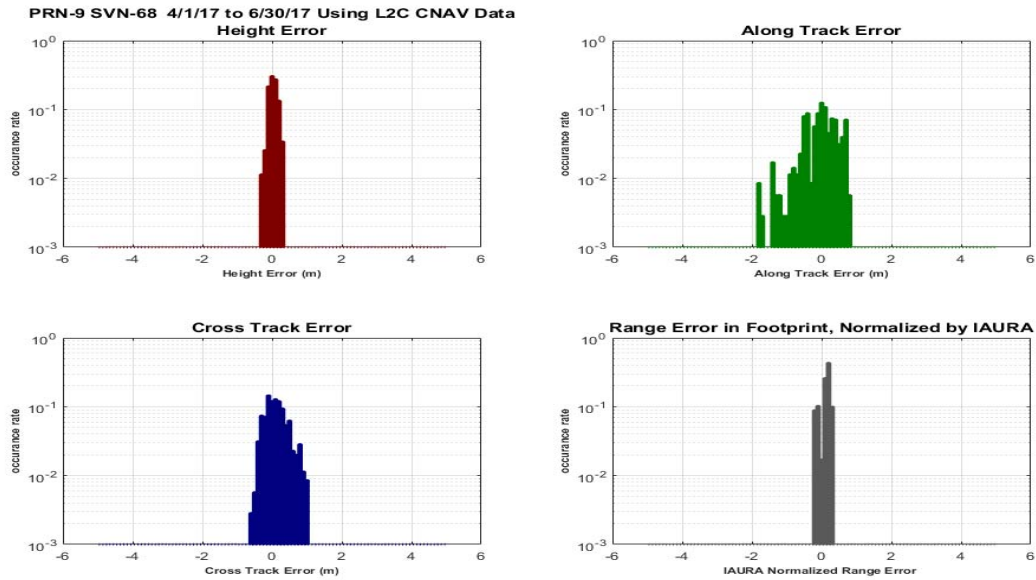 PRN-9 SVN-68 4/1/17 to 6/30/17 Using L2C CNAV Data
Height Error
10^0
10^-1
10^-2
10^-3
occurance rate
-6 -4 -2 0 2 4 6
Height Error (m)
Along Track Error
10^0
10^-1
10^-2
10^-3
occurance rate
-6 -4 -2 0 2 4 6
Along Track Error (m)
Cross Track Error
10^0
10^-1
10^-2
10^-3
occurance rate
-6 -4 -2 0 2 4 6
Cross Track Error (m)
Range Error in Footprint, Normalized by IAURA
10^0
10^-1
10^-2
10^-3
occurance rate
-6 -4 -2 0 2 4 6
IAURA Normalized Range Error